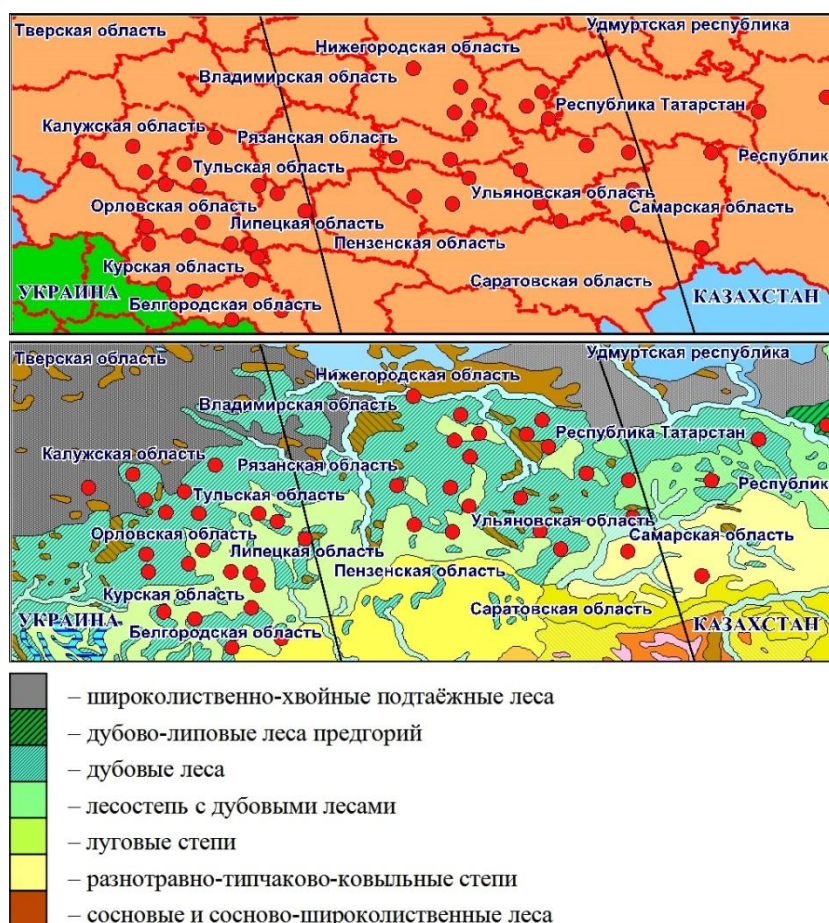 Тверская область
Удмуртская республика
Нижегородская область
Владимирская область
Республика Татарстан
Калужская область
Рязанская область
Республик
Тульская область
Ульяновская область
Орловская область
Самарская область
Липецкая область
Пензенская область
Курская область
Саратовская область
УКРАИНА
КАЗАХСТАН
Белгородская область
Тверская область
Удмуртская республика
Нижегородская область
Владимирская область
Республика Татарстан
Калужская область
Рязанская область
Республик
Тульская область
Ульяновская область
Орловская область
Самарская область
Липецкая область
Пензенская область
Курская область
Саратовская область
УКРАИНА
КАЗАХСТАН
Белгородская область
– широколиственно-хвойные подтаёжные леса
– дубово-липовые леса предгорий
– дубовые леса
– лесостепь с дубовыми лесами
– луговые степи
– разнотравно-типчаково-ковыльные степи
– сосновые и сосново-широколиственные леса